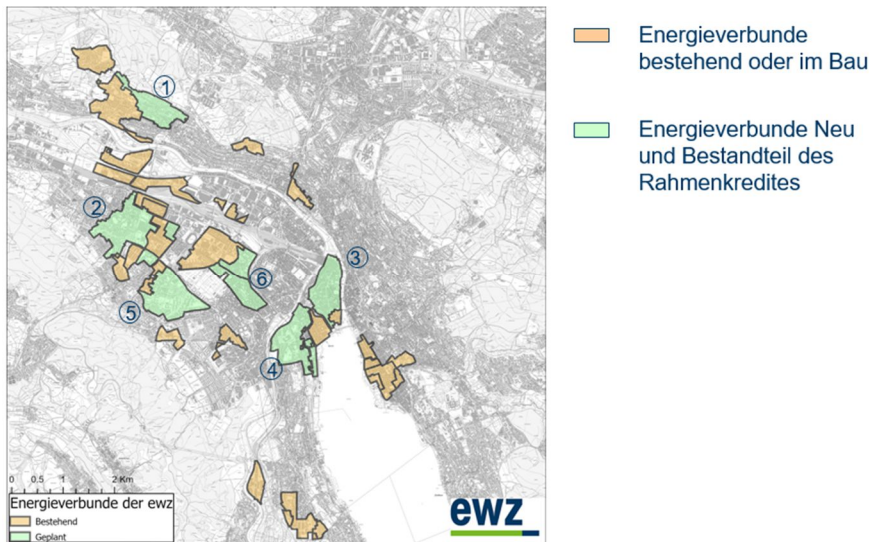 Energieverbunde
bestehend oder im Bau
Energieverbunde Neu
und Bestandteil des
Rahmenkredites
1
2
3
6
5
4
0 0.5 1 2 Km
Energieverbunde der ewz
Bestehend
Geplant
ewz